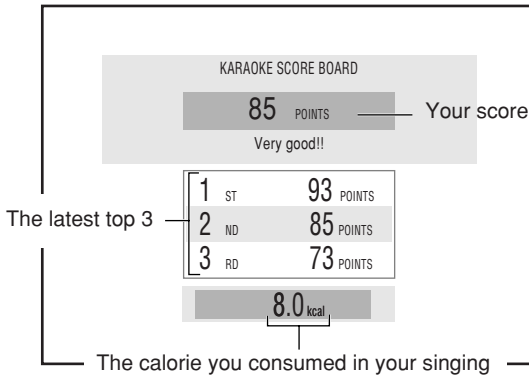 KARAOKE SCORE BOARD
85 POINTS
Your score
Very good!!
The latest top 3
1 ST 93 POINTS
2 ND 85 POINTS
3 RD 73 POINTS
8.0 kcal
The calorie you consumed in your singing